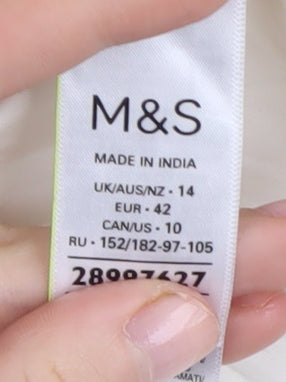 M&S
MADE IN INDIA
UK/AUS/NZ • 14
EUR • 42
CAN/US • 10
RU • 152/182-97-105
28997627